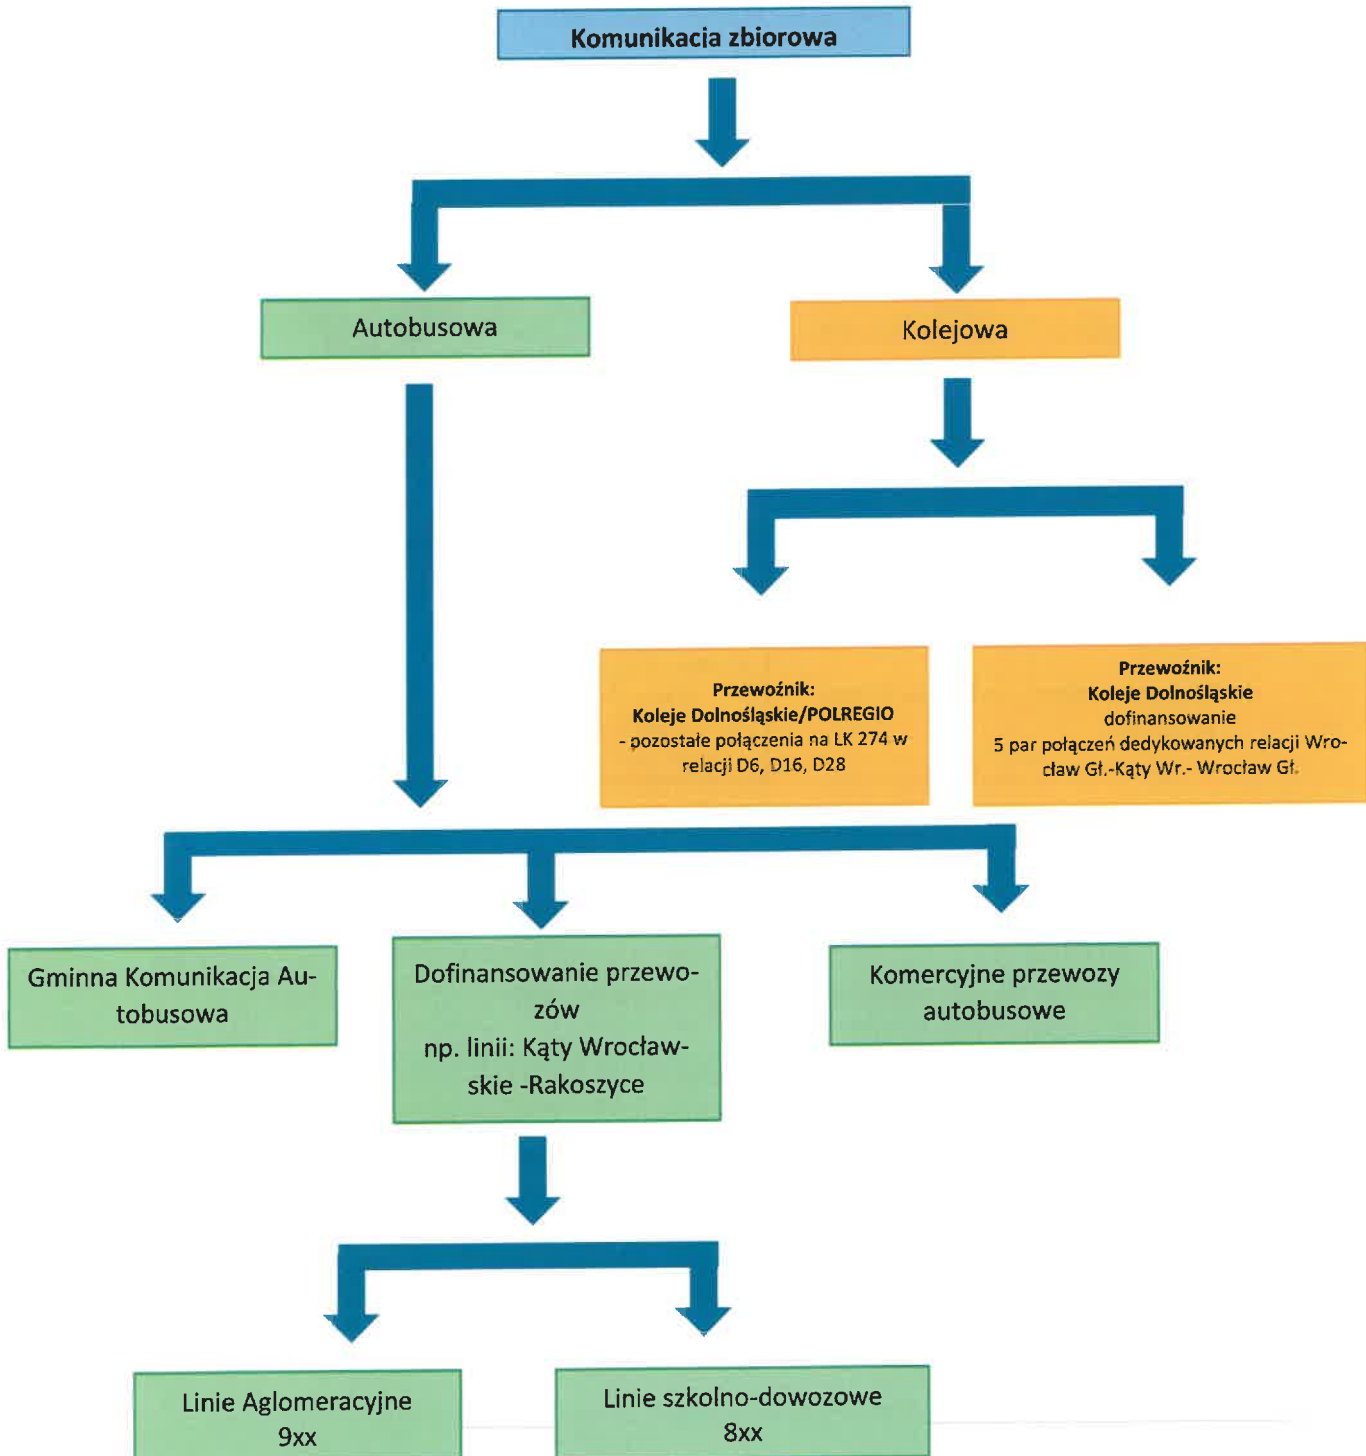 Komunikacja zbiorowa
Autobusowa
Kolejowa
Przewoźnik:
Koleje Dolnośląskie/POLREGIO
- pozostałe połączenia na LK 274 w
relacji D6, D16, D28
Przewoźnik:
Koleje Dolnośląskie
dofinansowanie
5 par połączeń dedykowanych relacji Wro-
cław Gł.-Kąty Wr.- Wrocław Gł.
Gminna Komunikacja Au-
tobusowa
Dofinansowanie przewo-
zów
np. linii: Kąty Wrocław-
skie -Rakoszyce
Komercyjne przewozy
autobusowe
Linie Aglomeracyjne
9xx
Linie szkolno-dowozowe
8xx